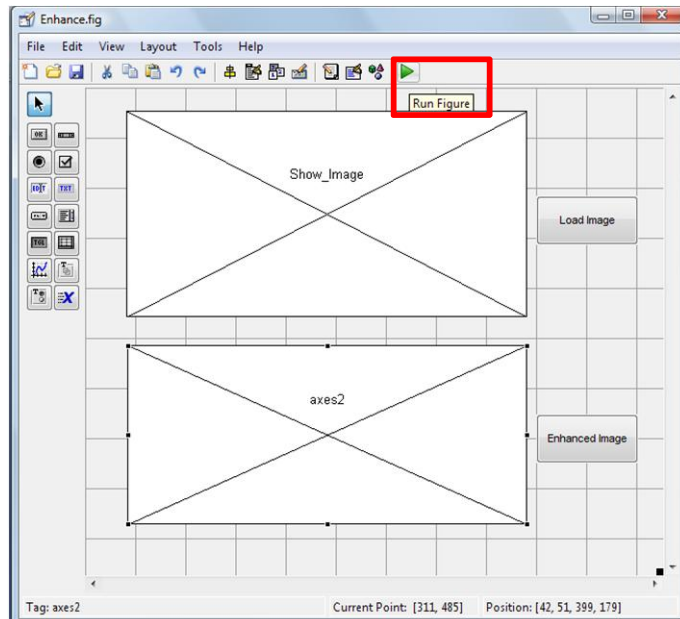 Enhance.fig
File Edit View Layout Tools Help
Run Figure
Show_Image
Load Image
axes2
Enhanced Image
Tag: axes2 Current Point: [311, 485] Position: [42, 51, 399, 179]